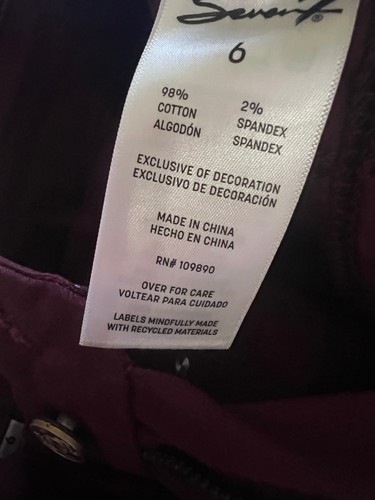 Seven7®
6
98% 2%
COTTON SPANDEX
ALGODÓN SPANDEX
EXCLUSIVE OF DECORATION
EXCLUSIVO DE DECORACIÓN
MADE IN CHINA
HECHO EN CHINA
RN# 109890
OVER FOR CARE
VOLTEAR PARA CUIDADO
LABELS MINDFULLY MADE
WITH RECYCLED MATERIALS